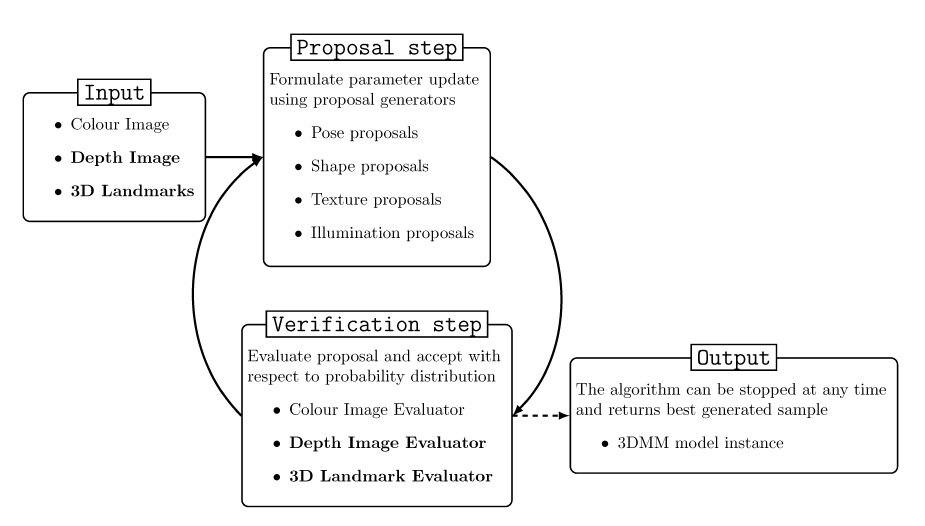 Input
• Colour Image
• Depth Image
• 3D Landmarks
Proposal step
Formulate parameter update
using proposal generators
• Pose proposals
• Shape proposals
• Texture proposals
• Illumination proposals
Verification step
Evaluate proposal and accept with
respect to probability distribution
• Colour Image Evaluator
• Depth Image Evaluator
• 3D Landmark Evaluator
Output
The algorithm can be stopped at any time
and returns best generated sample
• 3DMM model instance